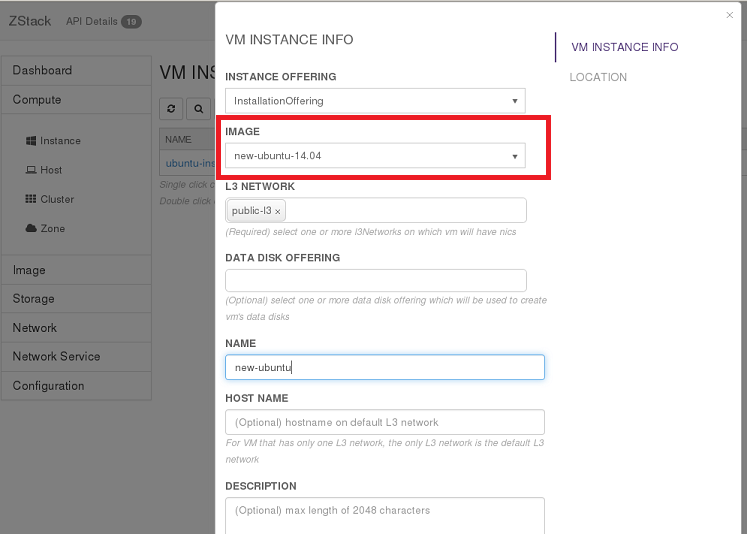 ZStack API Details 19
Dashboard
Compute
Instance
Host
Cluster
Zone
Image
Storage
Network
Network Service
Configuration
VM INS
NAME
ubuntu-ins
Single click
Double click
×
VM INSTANCE INFO
INSTANCE OFFERING
InstallationOffering
IMAGE
new-ubuntu-14.04
L3 NETWORK
public-l3 ×
(Required) select one or more l3Networks on which vm will have nics
DATA DISK OFFERING
(Optional) select one or more data disk offering which will be used to create
vm's data disks
NAME
new-ubuntu
HOST NAME
(Optional) hostname on default L3 network
For VM that has only one L3 network, the only L3 network is the default L3
network
DESCRIPTION
(Optional) max length of 2048 characters
VM INSTANCE INFO
LOCATION